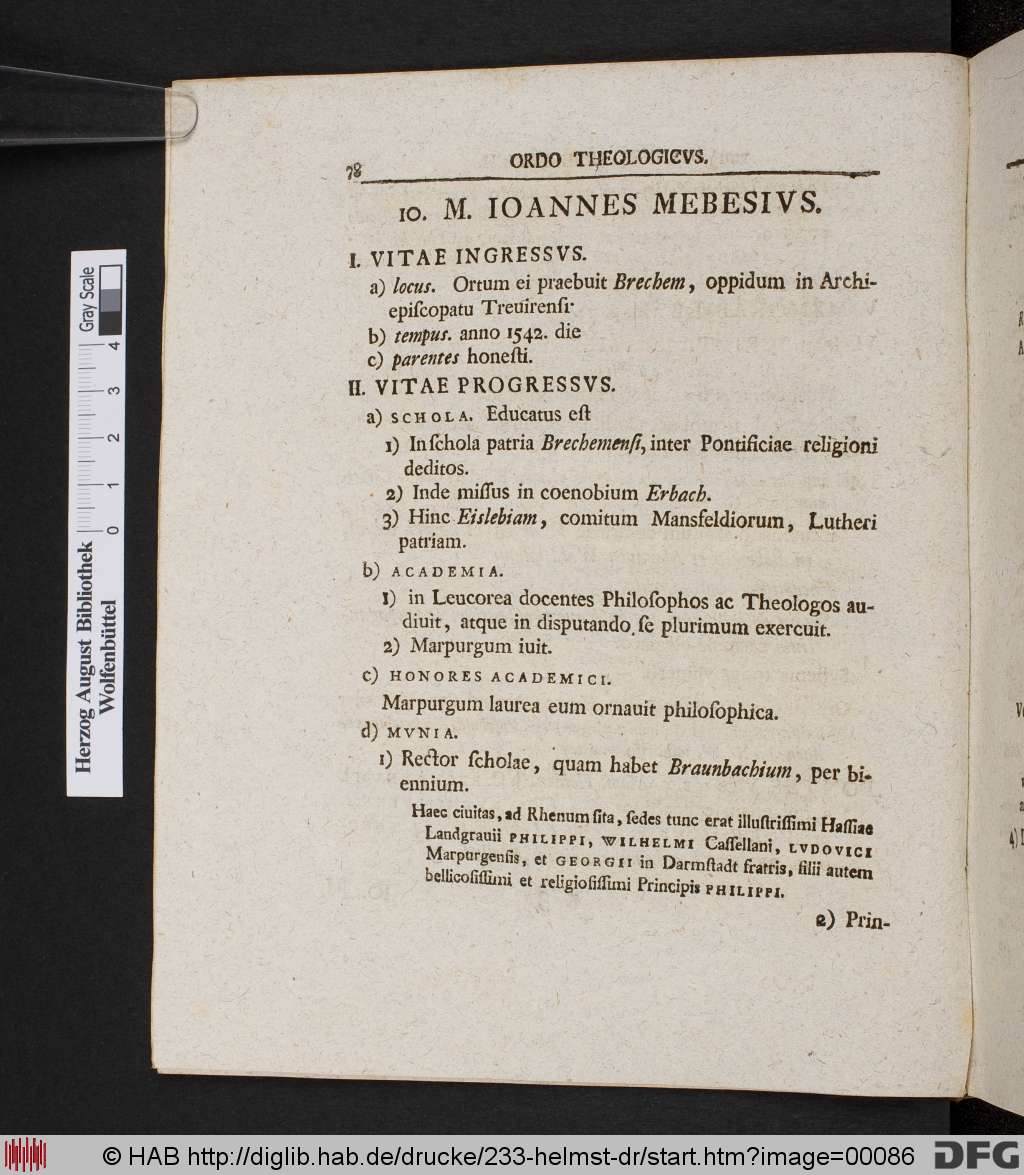 78
ORDO THEOLOGICVS.
10. M. IOANNES MEBESIVS.
I. VITAE INGRESSVS.
a) locus. Ortum ei praebuit Brechem, oppidum in Archi-
epiſcopatu Treuirenſi·
b) tempus. anno 1542. die
c) parentes honeſti.
II. VITAE PROGRESSVS.
a) SCHOLA. Educatus eſt
1) In ſchola patria Brechemenſi, inter Pontificiae religioni
deditos.
2) Inde miſſus in coenobium Erbach.
3) Hinc Eislebiam, comitum Mansfeldiorum, Lutheri
patriam.
b) ACADEMIA.
1) in Leucorea docentes Philoſophos ac Theologos au-
diuit, atque in disputando ſe plurimum exercuit.
2) Marpurgum iuit.
c) HONORES ACADEMICI.
Marpurgum laurea eum ornauit philoſophica.
d) MVNIA.
1) Rector ſcholae, quam habet Braunbachium, per bi-
ennium.
Haec ciuitas, ad Rhenum ſita, ſedes tunc erat illuſtriſſimi Haſſiae
Landgrauii PHILIPPI, WILHELMI Caſſellani, LVDOVICI
Marpurgenſis, et GEORGII in Darmſtadt fratris, filii autem
bellicoſiſſimi et religioſiſſimi Principis PHILIPPI.
2) Prin-
Herzog August Bibliothek
Wolfenbüttel
0 1 2 3 4
Gray Scale
4) I
© HAB http://diglib.hab.de/drucke/233-helmst-dr/start.htm?image=00086
DFG